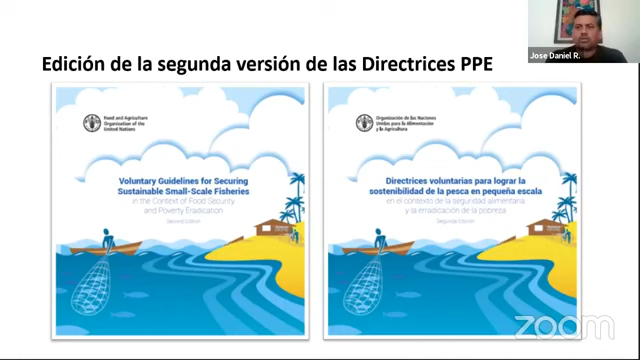 Jose Daniel R.
Edición de la segunda versión de las Directrices PPE
Food and Agriculture
Organization of the
United Nations
Voluntary Guidelines for Securing
Sustainable Small-Scale Fisheries
in the Context of Food Security
and Poverty Eradication
Second Edition
Organización de las Naciones
Unidas para la Alimentación
y la Agricultura
Directrices voluntarias para lograr la
sostenibilidad de la pesca en pequeña escala
en el contexto de la seguridad alimentaria
y la erradicación de la pobreza
Segunda Edición
zoom